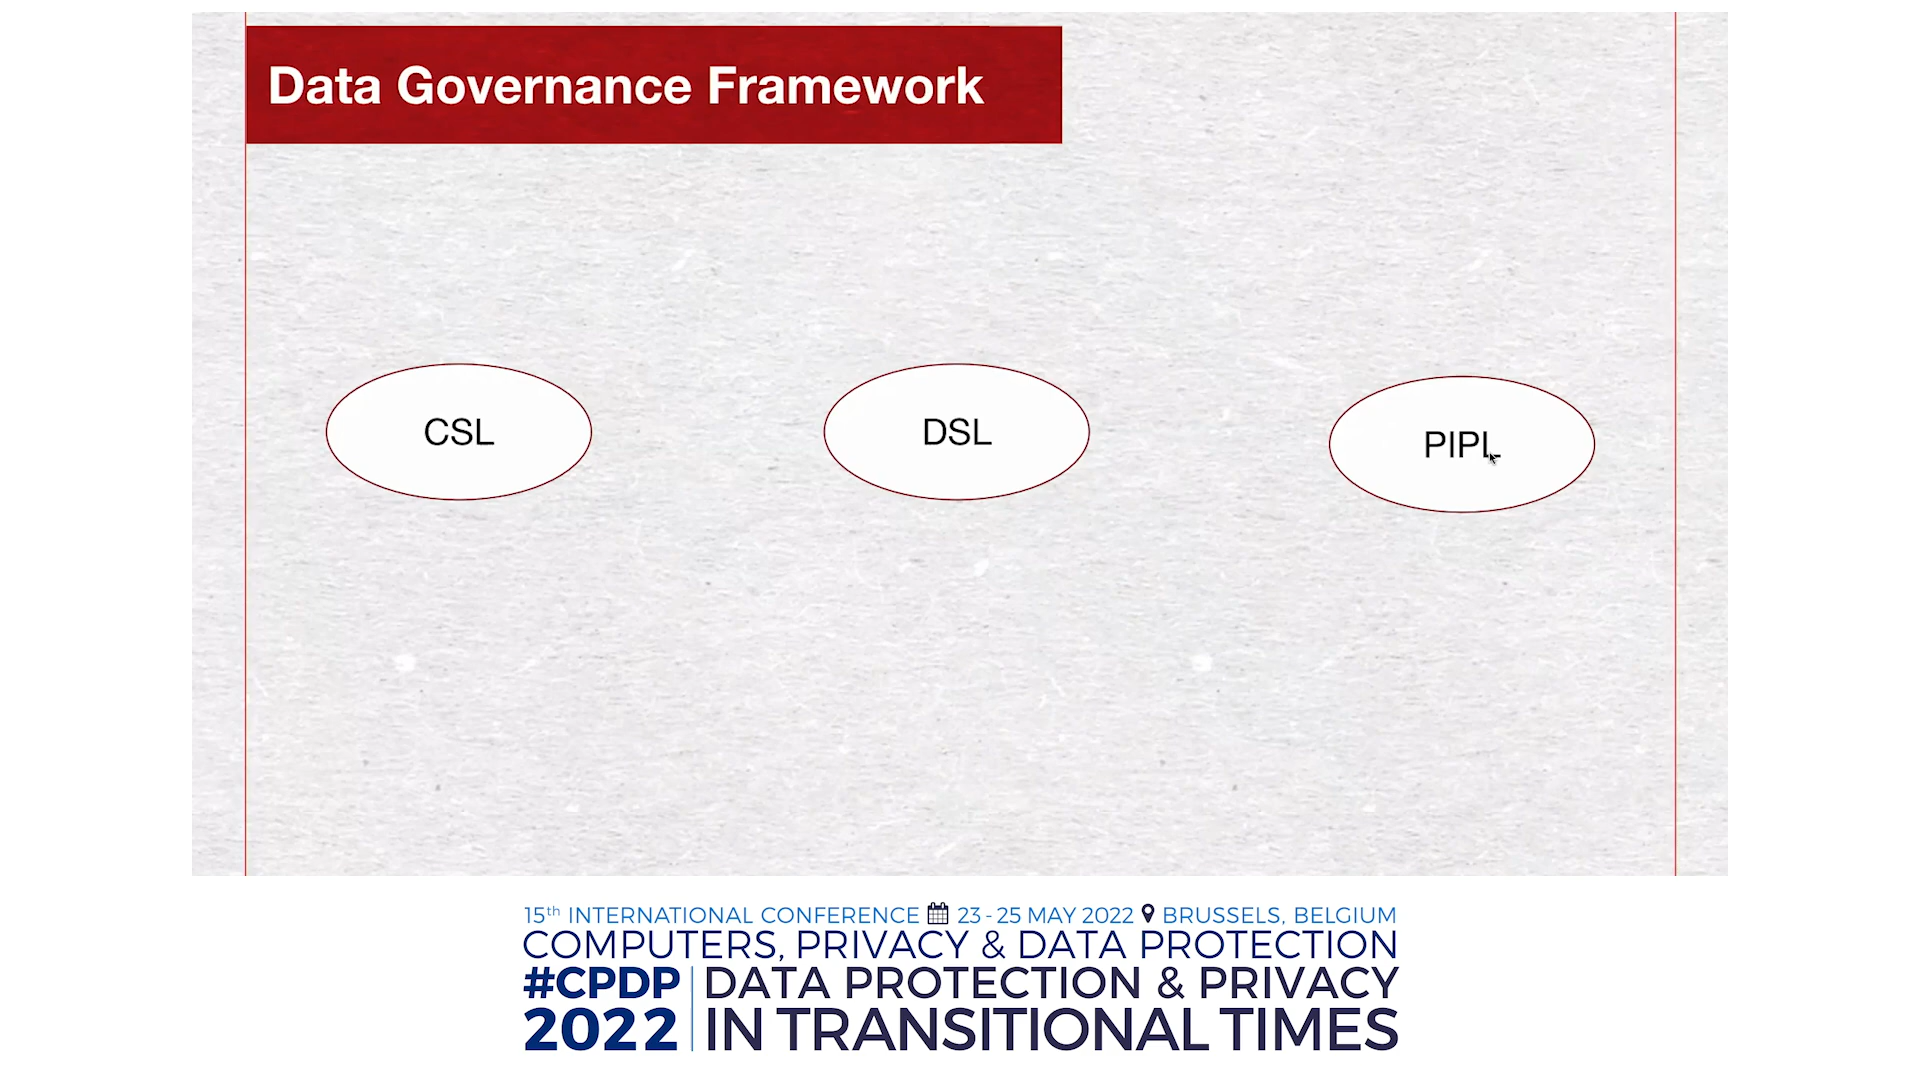 Data Governance Framework
CSL
DSL
PIPL
15th INTERNATIONAL CONFERENCE 23-25 MAY 2022 BRUSSELS, BELGIUM
COMPUTERS, PRIVACY & DATA PROTECTION
#CPDP DATA PROTECTION & PRIVACY
2022 IN TRANSITIONAL TIMES